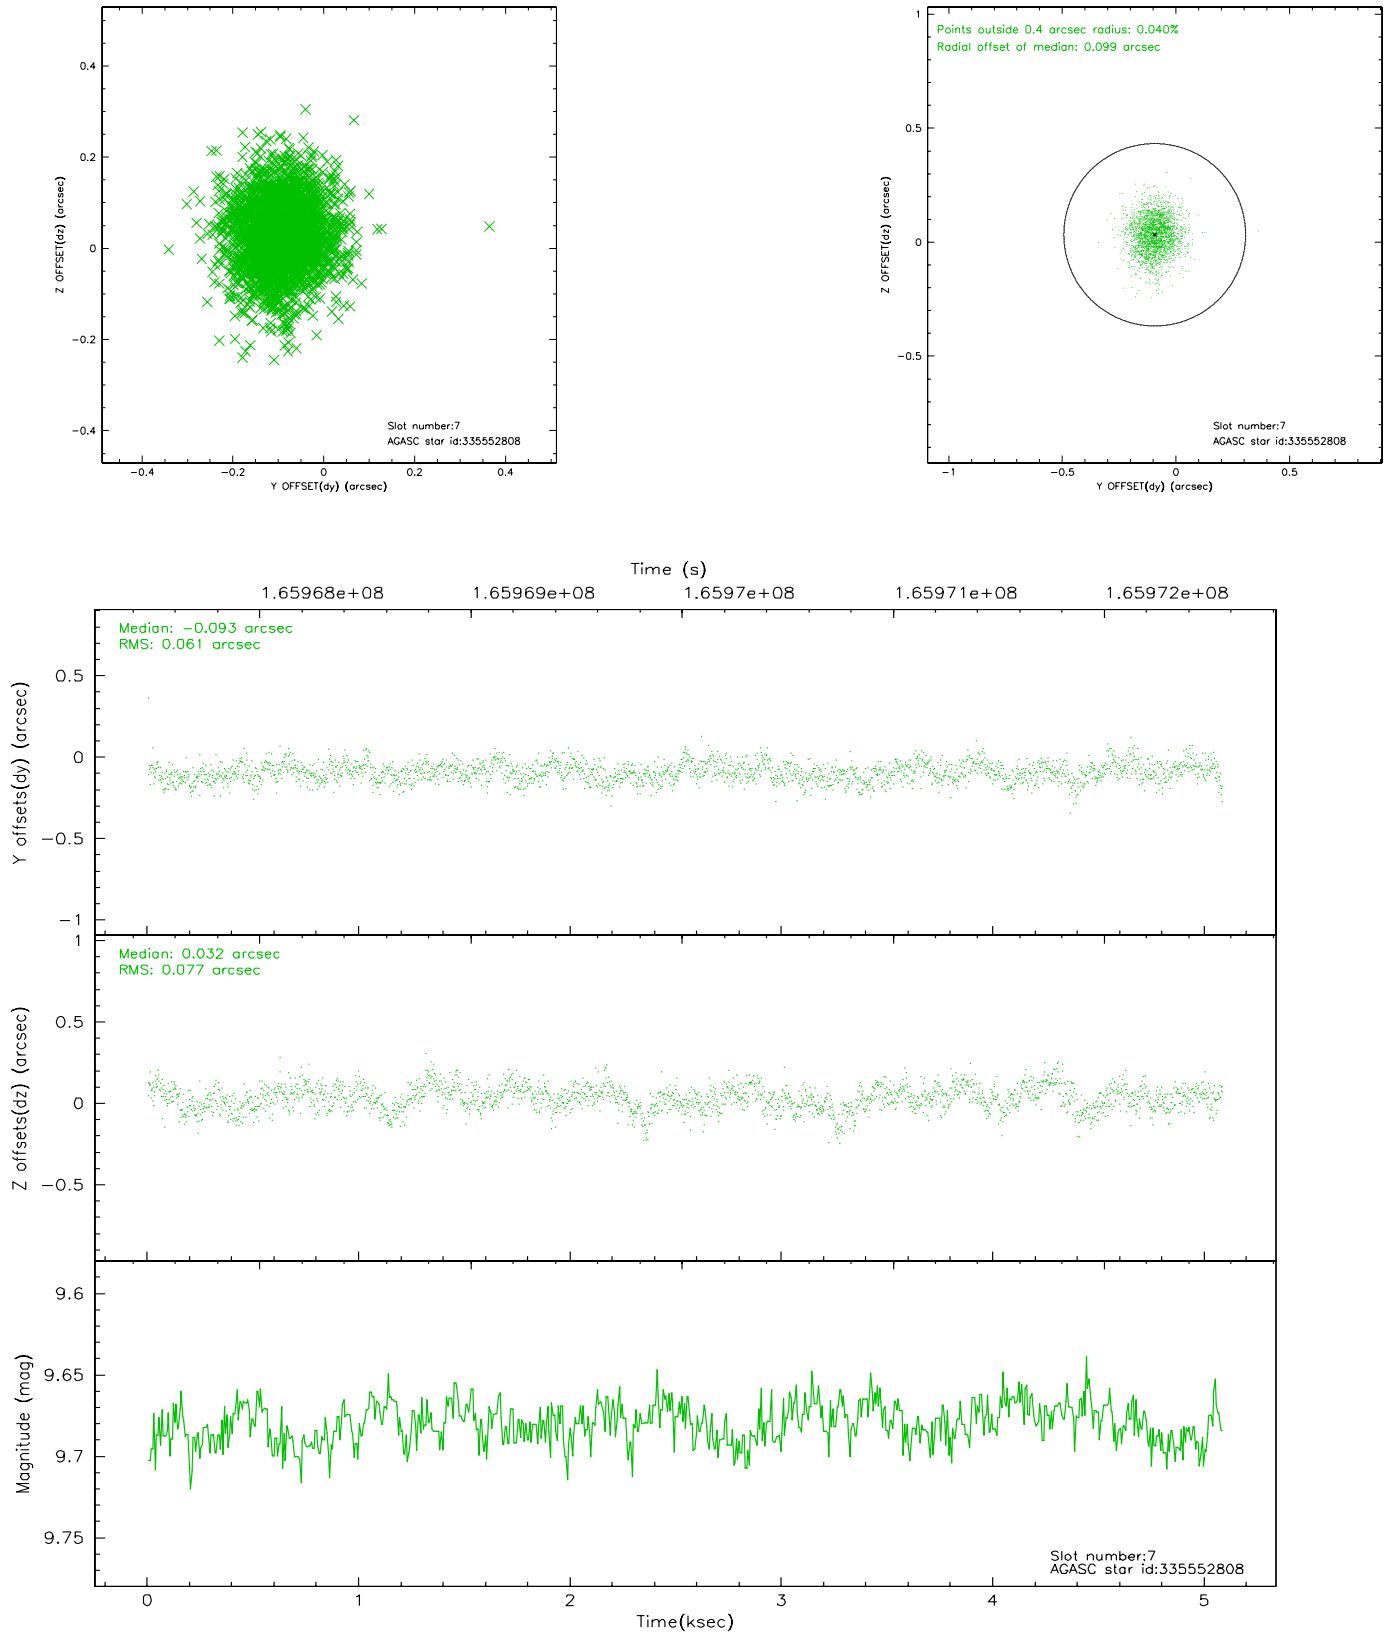 0.4
0.2
0
−0.2
−0.4
Z OFFSET(dz) (arcsec)
Slot number:7
AGASC star id:335552808
−0.4 −0.2 0 0.2 0.4
Y OFFSET(dy) (arcsec)
Points outside 0.4 arcsec radius: 0.040%
Radial offset of median: 0.099 arcsec
1
0.5
0
−0.5
Z OFFSET(dz) (arcsec)
Slot number:7
AGASC star id:335552808
−1 −0.5 0 0.5
Y OFFSET(dy) (arcsec)
Time (s)
1.65968e+08 1.65969e+08 1.6597e+08 1.65971e+08 1.65972e+08
Median: −0.093 arcsec
RMS: 0.061 arcsec
0.5
0
−0.5
−1
Y offsets(dy) (arcsec)
Median: 0.032 arcsec
RMS: 0.077 arcsec
1
0.5
0
−0.5
Z offsets(dz) (arcsec)
9.6
9.65
9.7
9.75
Magnitude (mag)
Slot number:7
AGASC star id:335552808
0 1 2 3 4 5
Time(ksec)